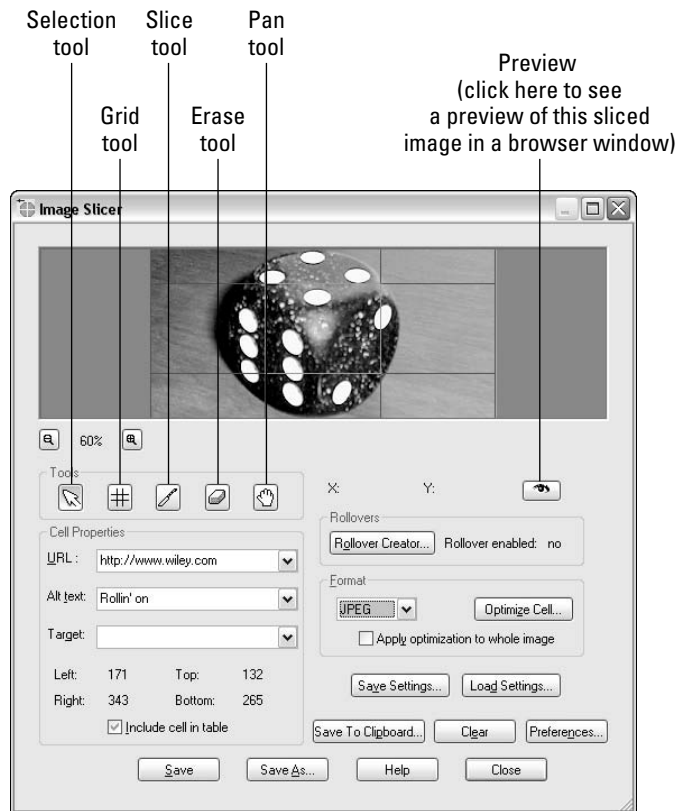 Selection tool
Slice tool
Pan tool
Grid tool
Erase tool
Preview
(click here to see
a preview of this sliced
image in a browser window)
Image Slicer
60%
Tools
X:
Y:
Cell Properties
URL :
http://www.wiley.com
Alt text:
Rollin' on
Target:
Left:
171
Top:
132
Right:
343
Bottom:
265
Include cell in table
Rollovers
Rollover Creator...
Rollover enabled: no
Format
JPEG
Optimize Cell...
Apply optimization to whole image
Save Settings...
Load Settings...
Save To Clipboard...
Clear
Preferences...
Save
Save As...
Help
Close